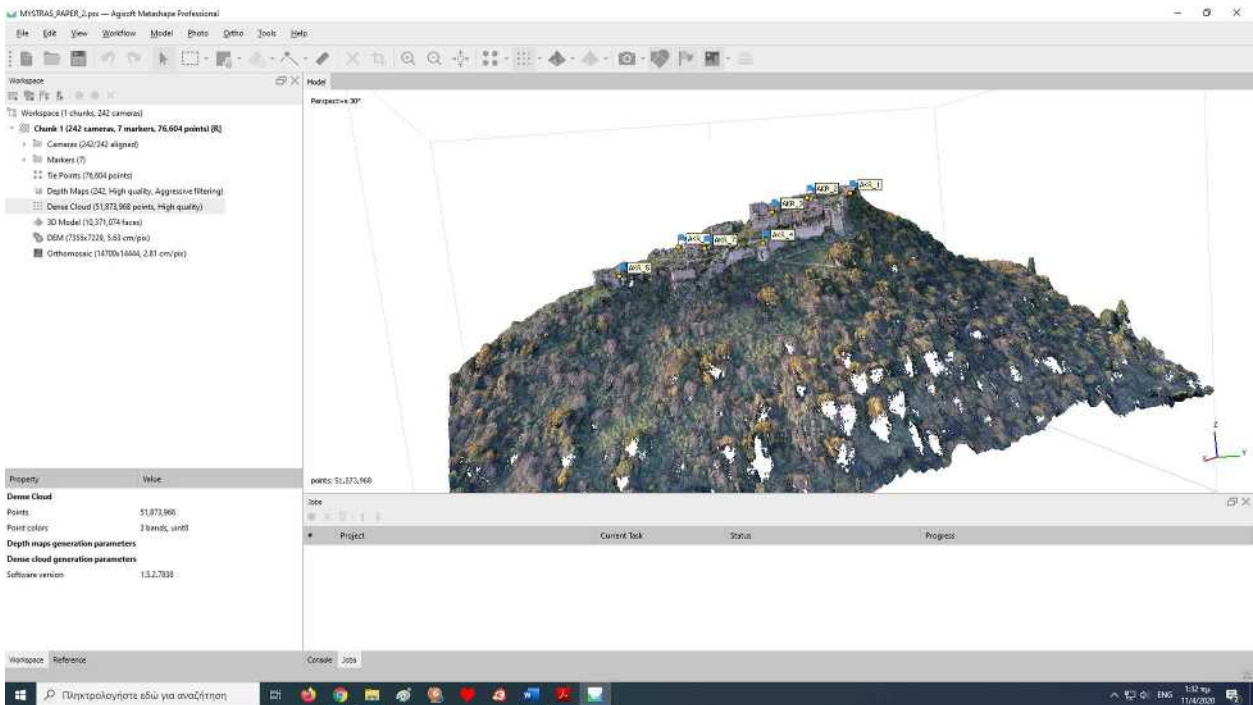 MYSTRAS_PAPER_2.psx — Agisoft Metashape Professional
File Edit View Workflow Model Photo Ortho Tools Help
Workspace
Workspace (1 chunks, 242 cameras)
Chunk 1 (242 cameras, 7 markers, 76,604 points) [R]
Cameras (242/242 aligned)
Markers (7)
Tie Points (76,604 points)
Depth Maps (242, High quality, Aggressive filtering)
Dense Cloud (51,873,968 points, High quality)
3D Model (10,371,074 faces)
DEM (7355x7229, 5.63 cm/pix)
Orthomosaic (14700x14444, 2.81 cm/pix)
Property Value
Dense Cloud
Points 51,873,968
Point colors 3 bands, uint8
Depth maps generation parameters
Dense cloud generation parameters
Software version 1.5.2.7838
Workspace Reference
Model
Perspective 30°
AKR_1
AKR_2
AKR_3
AKR_4
AKR_7
points: 51,873,968
Z
Y
Jobs
# Project Current Task Status Progress
Console Jobs
Πληκτρολογήστε εδώ για αναζήτηση
ENG
1:32 πμ
11/4/2020